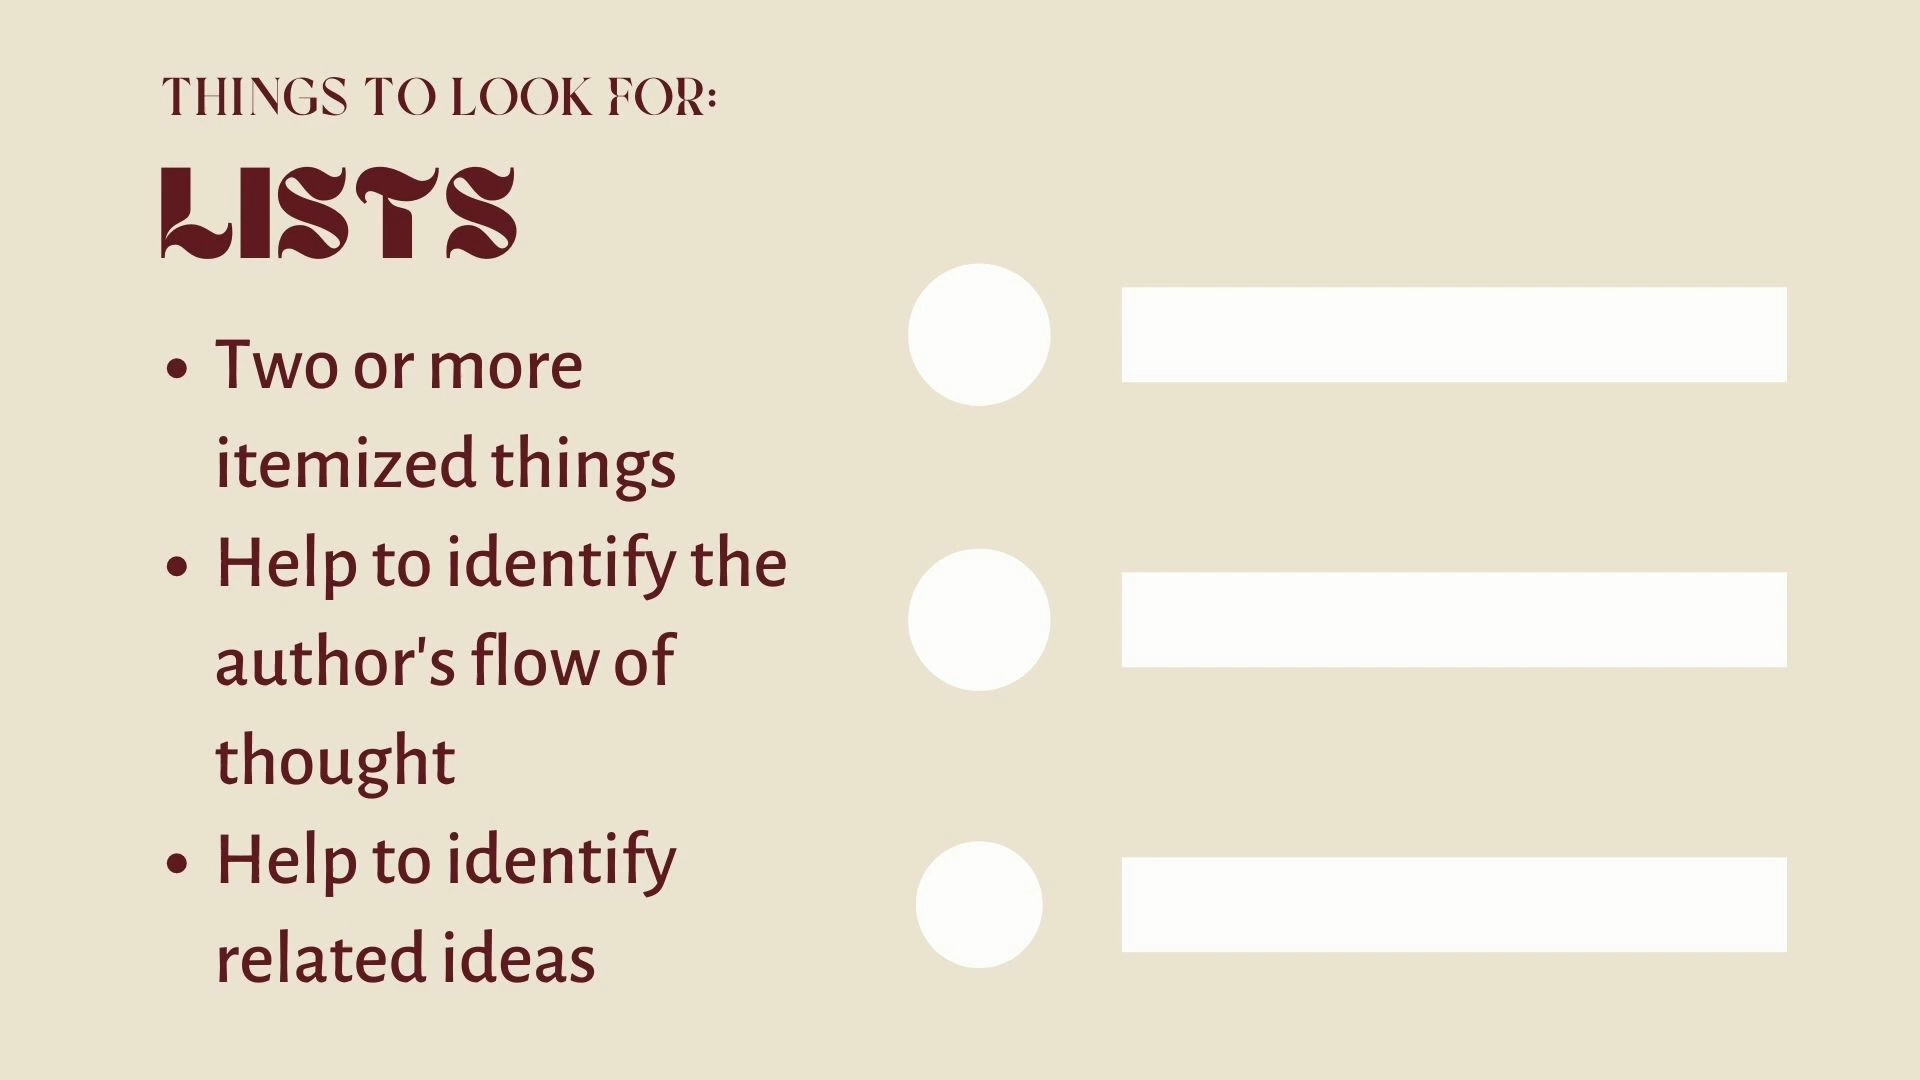 THINGS TO LOOK FOR:
LISTS
• Two or more
itemized things
• Help to identify the
author's flow of
thought
• Help to identify
related ideas